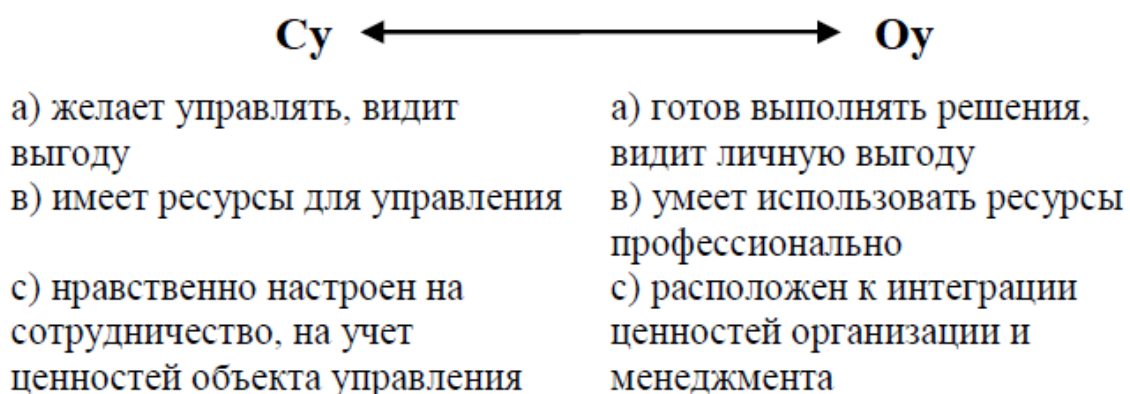 Су Оу
а) желает управлять, видит
выгоду
в) имеет ресурсы для управления
с) нравственно настроен на
сотрудничество, на учет
ценностей объекта управления
а) готов выполнять решения,
видит личную выгоду
в) умеет использовать ресурсы
профессионально
с) расположен к интеграции
ценностей организации и
менеджмента